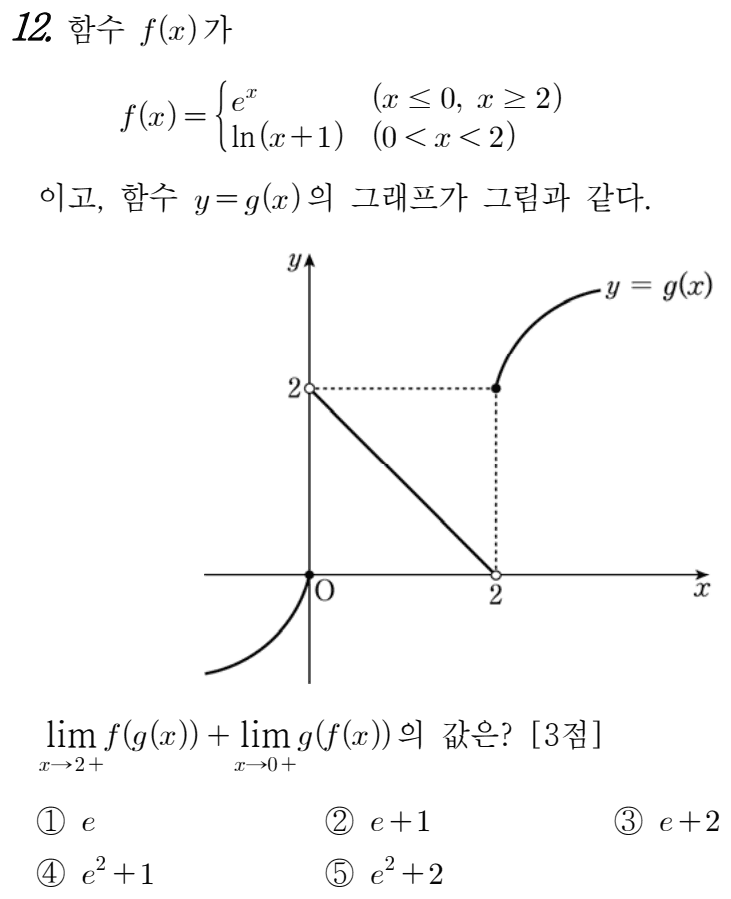 12. 함수 f(x)가
f(x) = { e^x (x ≤ 0, x ≥ 2)
ln(x+1) (0 < x < 2)
이고, 함수 y=g(x)의 그래프가 그림과 같다.
y
y = g(x)
2
O
2
x
lim_{x→2+} f(g(x)) + lim_{x→0+} g(f(x))의 값은? [3점]
① e ② e+1 ③ e+2
④ e²+1 ⑤ e²+2